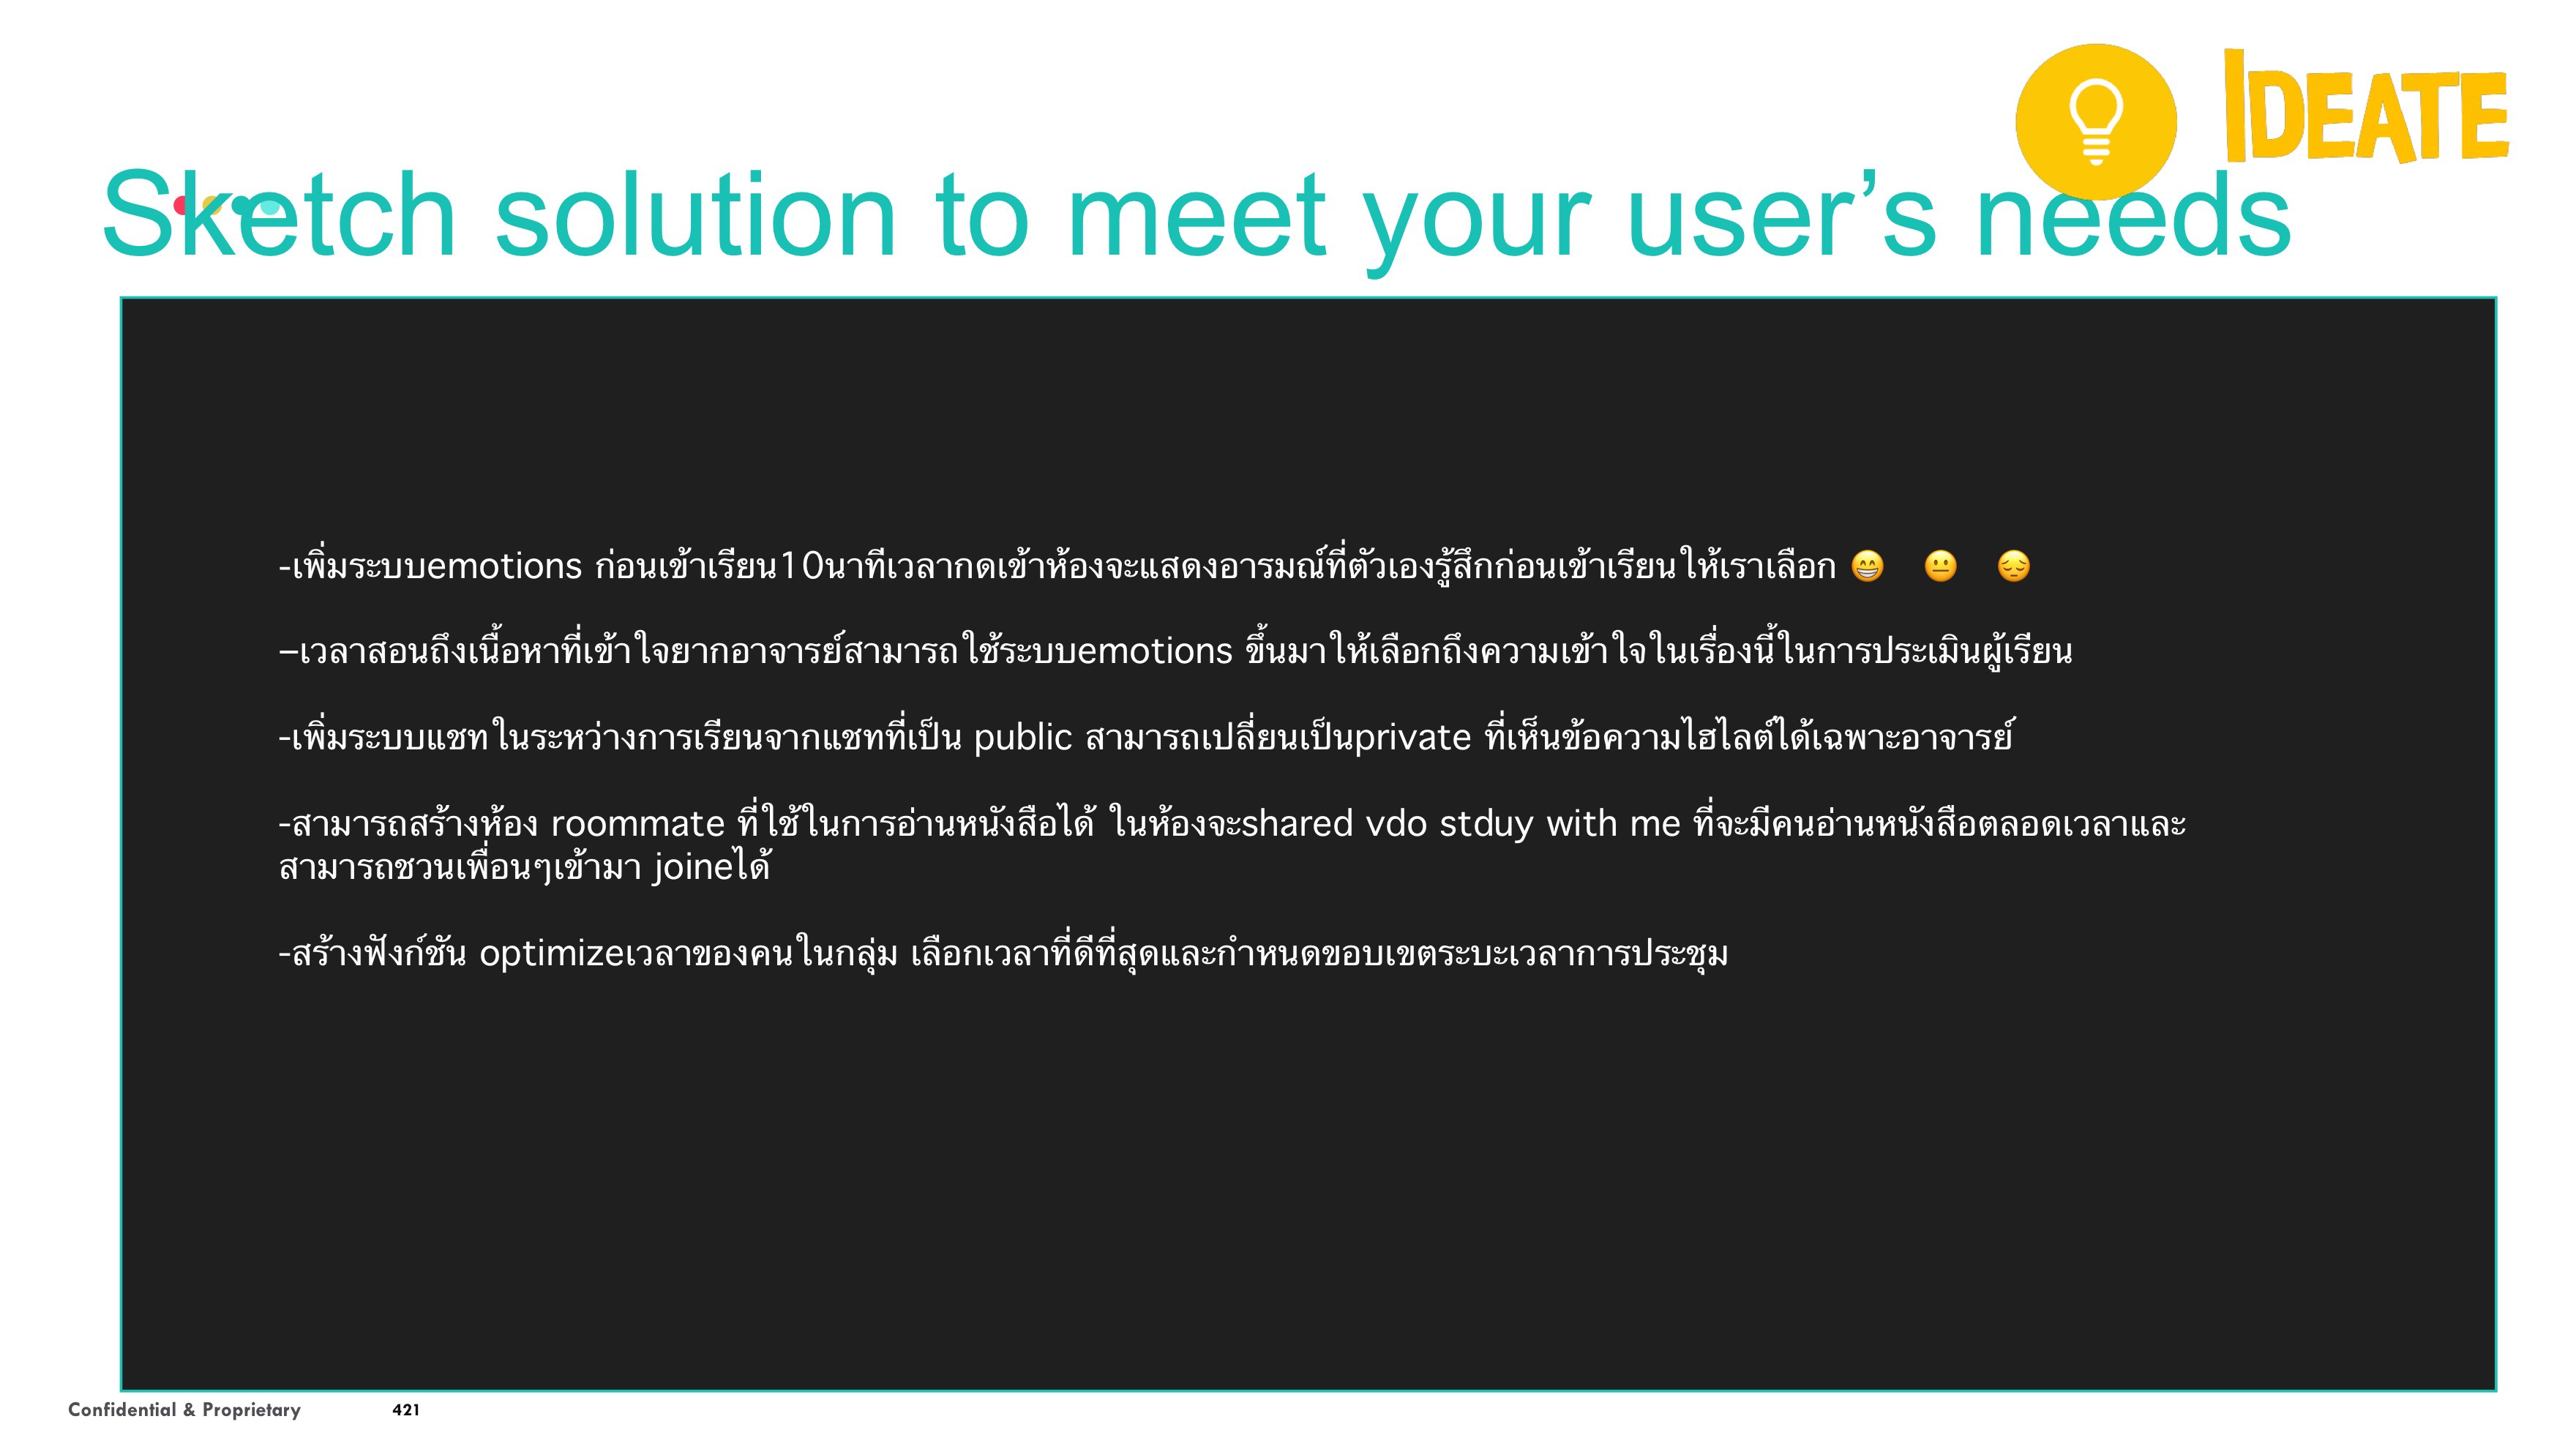 IDEATE
Sketch solution to meet your user’s needs
-เพิ่มระบบemotions ก่อนเข้าเรียน10นาทีเวลากดเข้าห้องจะแสดงอารมณ์ที่ตัวเองรู้สึกก่อนเข้าเรียนให้เราเลือก 😁 😐 😔
–เวลาสอนถึงเนื้อหาที่เข้าใจยากอาจารย์สามารถใช้ระบบemotions ขึ้นมาให้เลือกถึงความเข้าใจในเรื่องนี้ในการประเมินผู้เรียน
-เพิ่มระบบแชทในระหว่างการเรียนจากแชทที่เป็น public สามารถเปลี่ยนเป็นprivate ที่เห็นข้อความไฮไลต์ได้เฉพาะอาจารย์
-สามารถสร้างห้อง roommate ที่ใช้ในการอ่านหนังสือได้ ในห้องจะshared vdo stduy with me ที่จะมีคนอ่านหนังสือตลอดเวลาและ
สามารถชวนเพื่อนๆเข้ามา joineได้
-สร้างฟังก์ชัน optimizeเวลาของคนในกลุ่ม เลือกเวลาที่ดีที่สุดและกำหนดขอบเขตระบะเวลาการประชุม
Confidential & Proprietary 421